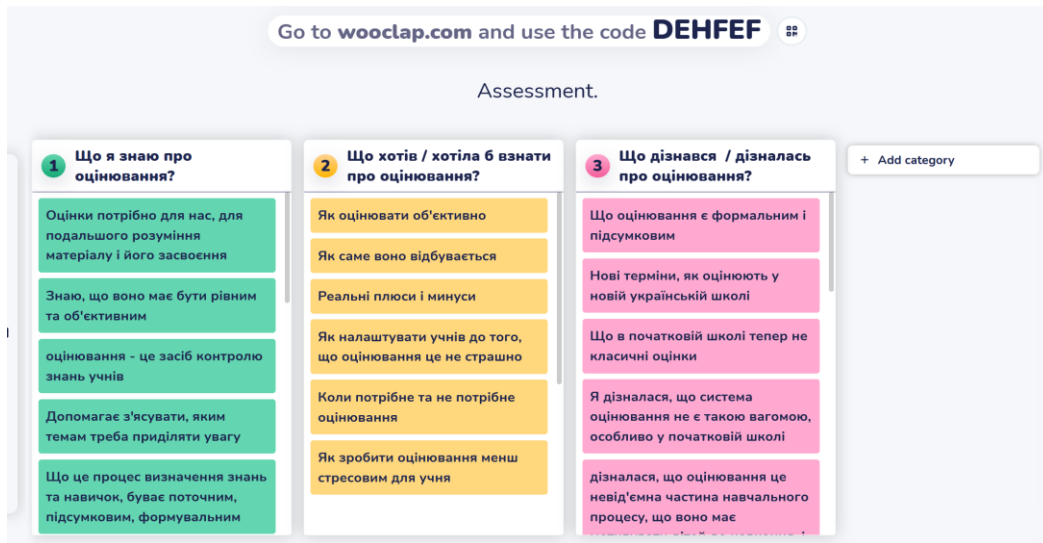 Go to wooclap.com and use the code DEHFEF
Assessment.
1 Що я знаю про
оцінювання?
Оцінки потрібно для нас, для
подальшого розуміння
матеріалу і його засвоєння
Знаю, що воно має бути рівним
та об'єктивним
оцінювання - це засіб контролю
знань учнів
Допомагає з'ясувати, яким
темам треба приділяти увагу
Що це процес визначення знань
та навичок, буває поточним,
підсумковим, формувальним
2 Що хотів / хотіла б взнати
про оцінювання?
Як оцінювати об'єктивно
Як саме воно відбувається
Реальні плюси і минуси
Як налаштувати учнів до того,
що оцінювання це не страшно
Коли потрібне та не потрібне
оцінювання
Як зробити оцінювання менш
стресовим для учня
3 Що дізнався / дізналась
про оцінювання?
Що оцінювання є формальним і
підсумковим
Нові терміни, як оцінюють у
новій українській школі
Що в початковій школі тепер не
класичні оцінки
Я дізналася, що система
оцінювання не є такою вагомою,
особливо у початковій школі
дізналася, що оцінювання це
невід'ємна частина навчального
процесу, що воно має
+ Add category